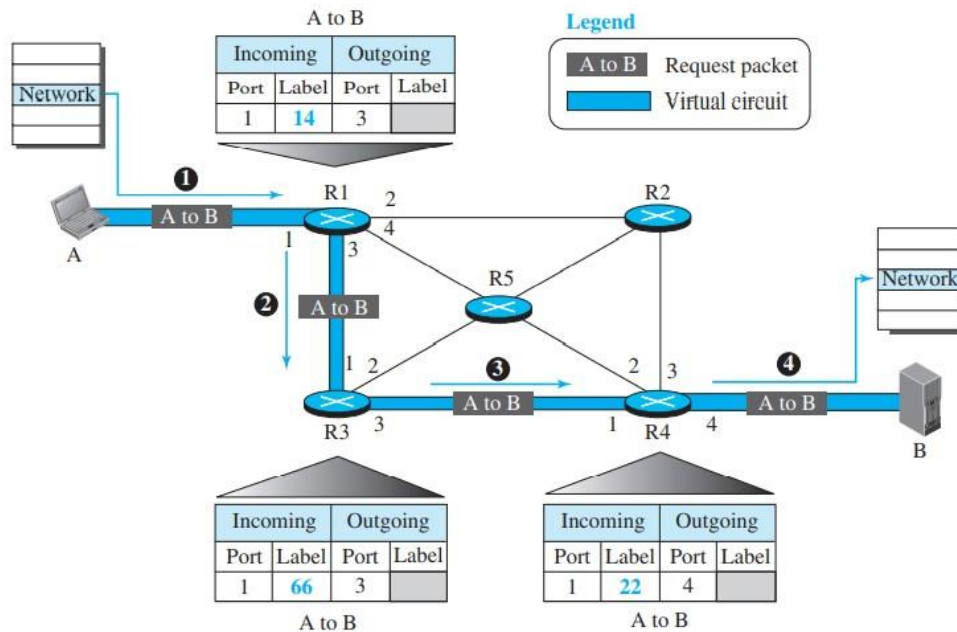 A to B
Legend
Incoming Outgoing
Port Label Port Label
1 14 3
A to B Request packet
Virtual circuit
Network
1
R1
R2
A to B
2
4
1
3
A
R5
Network
2
A to B
1 2
3
2 3
4
A to B
A to B
R3
3
1
R4
4
B
Incoming Outgoing
Port Label Port Label
1 66 3
A to B
Incoming Outgoing
Port Label Port Label
1 22 4
A to B